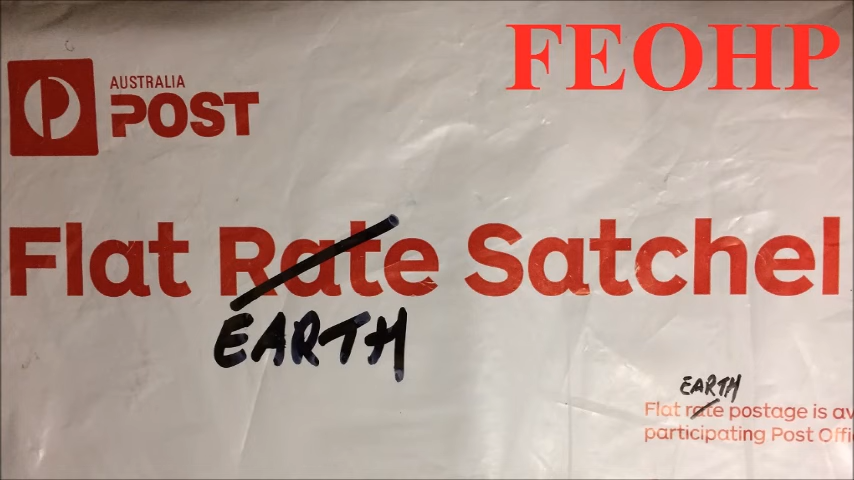 FEOHP
AUSTRALIA
POST
Flat Rate Satchel
EARTH
EARTH
Flat rate postage is av
participating Post Offi